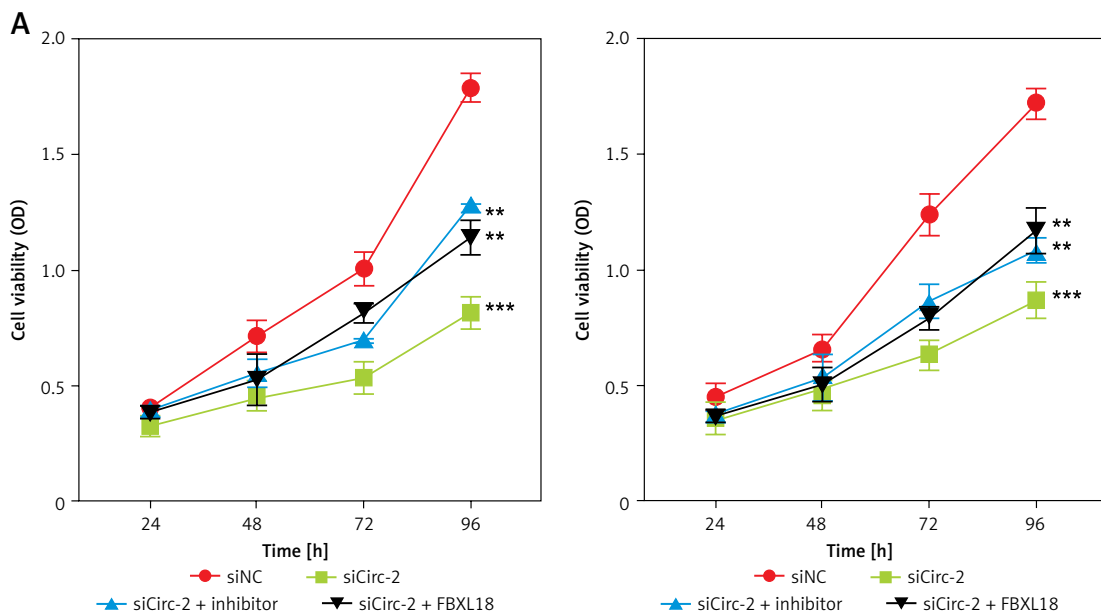 A
Cell viability (OD)
2.0
1.5
1.0
0.5
0
**
**
***
24 48 72 96
Time [h]
siNC siCirc-2
siCirc-2 + inhibitor siCirc-2 + FBXL18
Cell viability (OD)
2.0
1.5
1.0
0.5
0
**
**
***
24 48 72 96
Time [h]
siNC siCirc-2
siCirc-2 + inhibitor siCirc-2 + FBXL18